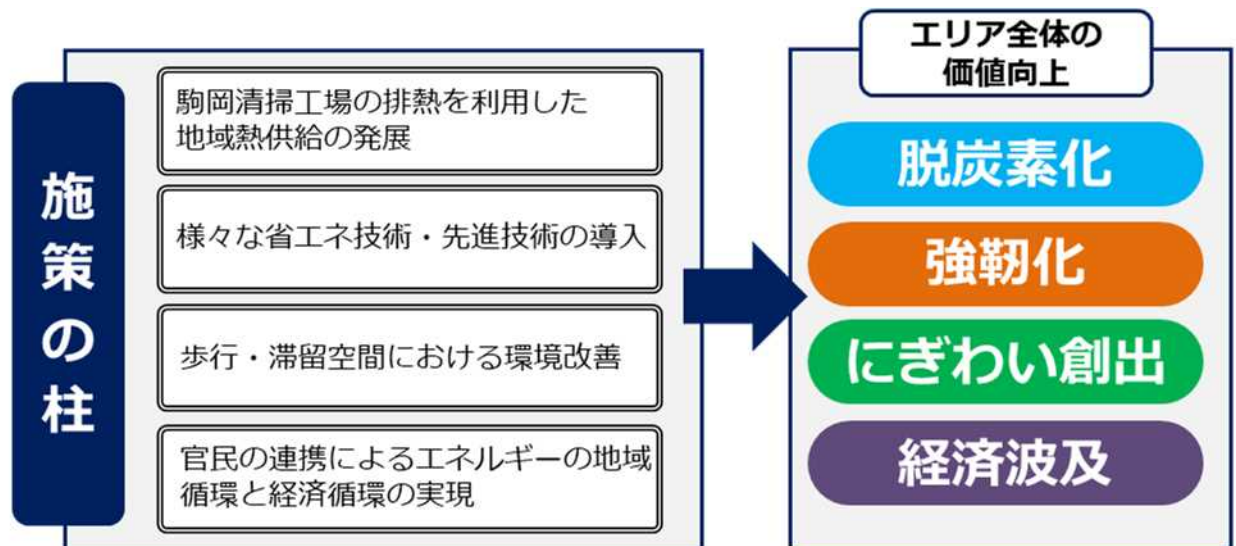 施策の柱
駒岡清掃工場の排熱を利用した
地域熱供給の発展
様々な省エネ技術・先進技術の導入
歩行・滞留空間における環境改善
官民の連携によるエネルギーの地域
循環と経済循環の実現
エリア全体の
価値向上
脱炭素化
強靭化
にぎわい創出
経済波及